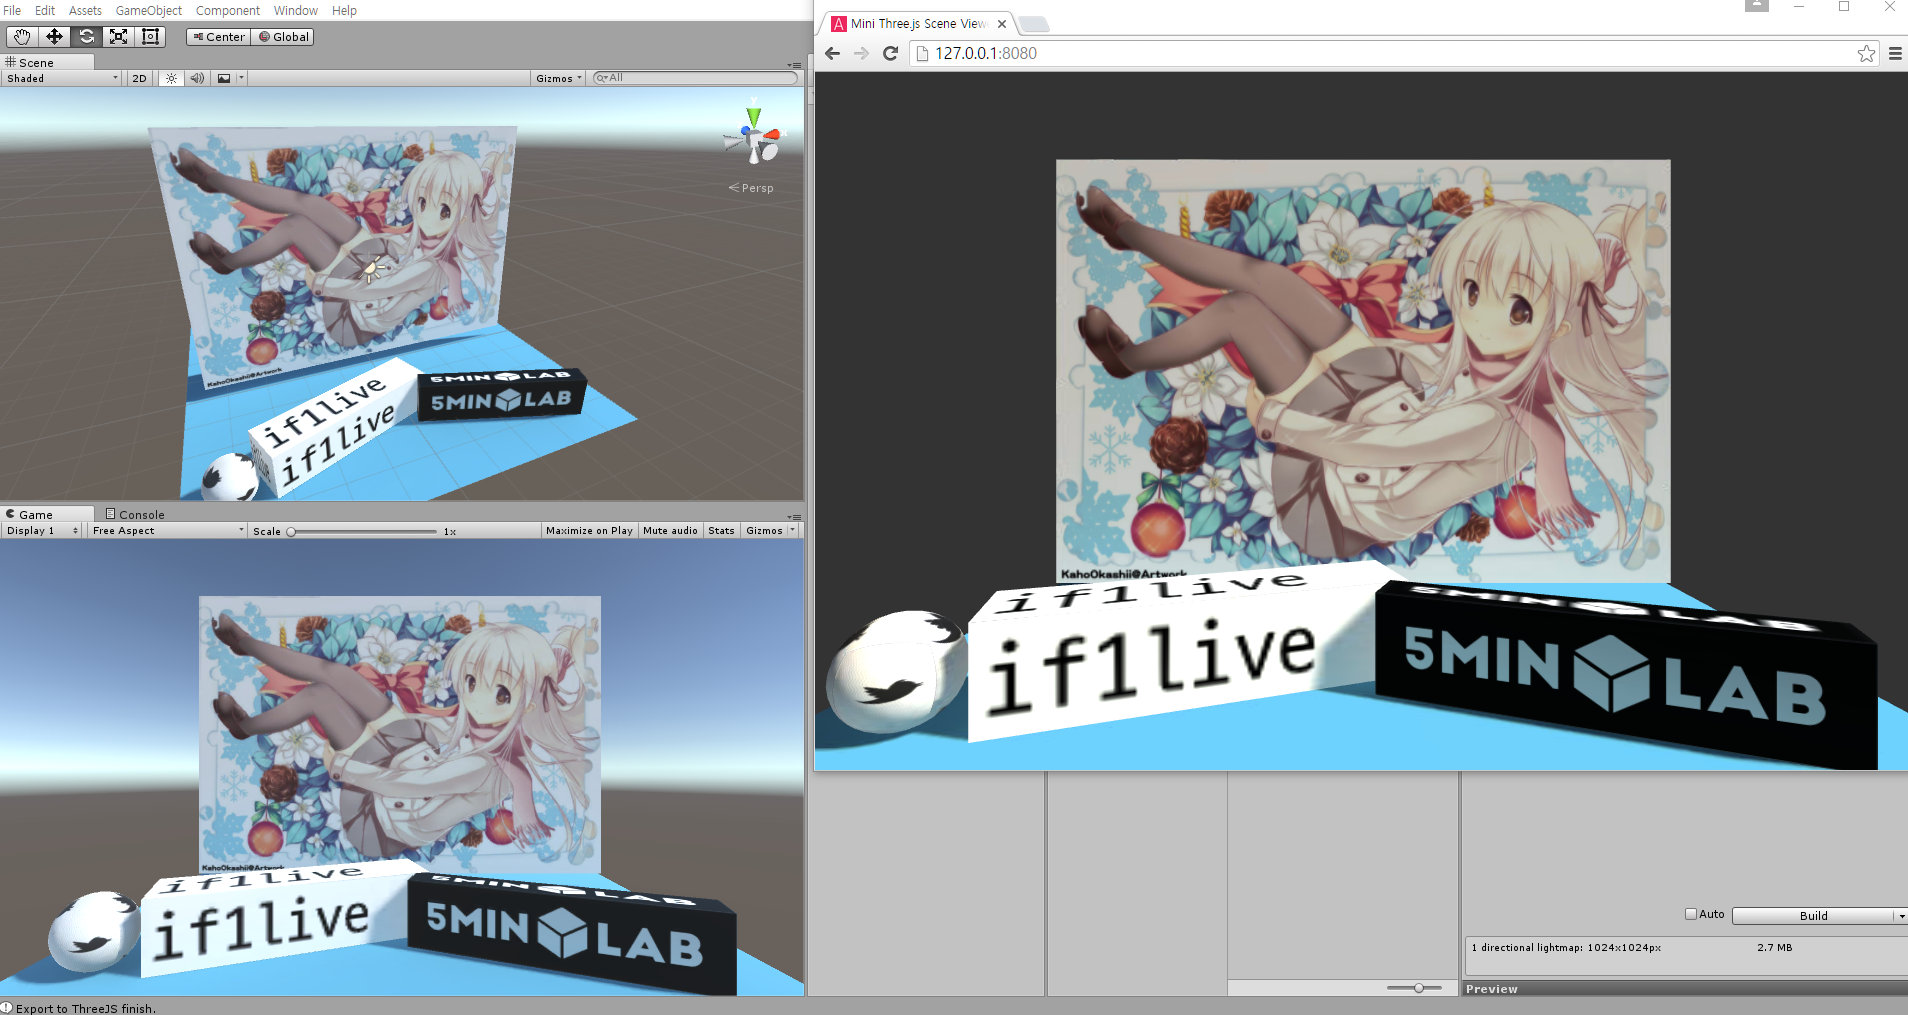 File Edit Assets GameObject Component Window Help
Center Global
Scene
Shaded 2D Gizmos All
Persp
KahoOkashii@Artwork
if1live
if1live
5MIN LAB
5MIN LAB
Game Console
Display 1 Free Aspect Scale 1x Maximize on Play Mute audio Stats Gizmos
KahoOkashii@Artwork
if1live
if1live
5MIN LAB
5MIN LAB
Export to ThreeJS finish.
A Mini Three.js Scene View
127.0.0.1:8080
KahoOkashii@Artwork
if1live
if1live
5MIN LAB
5MIN LAB
Auto Build
1 directional lightmap: 1024x1024px 2.7 MB
Preview